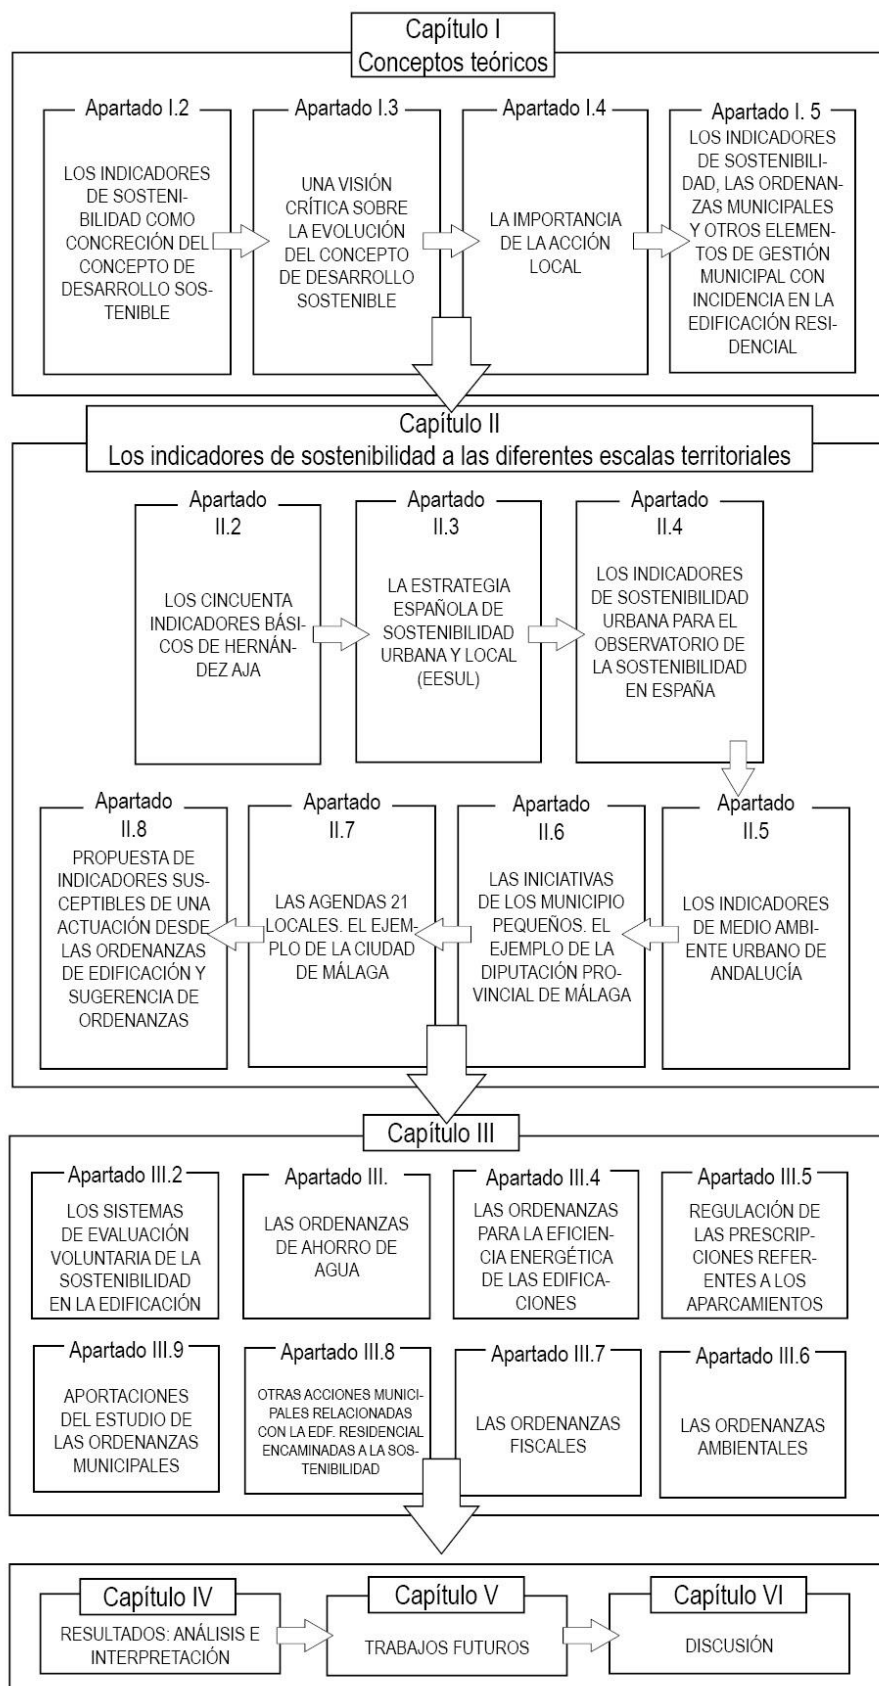 Capítulo I
Conceptos teóricos
Apartado I.2
LOS INDICADORES
DE SOSTENI-
BILIDAD COMO
CONCRECIÓN DEL
CONCEPTO DE
DESARROLLO SOS-
TENIBLE
Apartado I.3
UNA VISIÓN
CRÍTICA SOBRE
LA EVOLUCIÓN
DEL CONCEPTO
DE DESARROLLO
SOSTENIBLE
Apartado I.4
LA IMPORTANCIA
DE LA ACCIÓN
LOCAL
Apartado I. 5
LOS INDICADORES
DE SOSTENIBILI-
DAD, LAS ORDENAN-
ZAS MUNICIPALES
Y OTROS ELEMEN-
TOS DE GESTIÓN
MUNICIPAL CON
INCIDENCIA EN LA
EDIFICACIÓN RESI-
DENCIAL
Capítulo II
Los indicadores de sostenibilidad a las diferentes escalas territoriales
Apartado
II.2
LOS CINCUENTA
INDICADORES BÁSI-
COS DE HERNÁN-
DEZ AJA
Apartado
II.3
LA ESTRATEGIA
ESPAÑOLA DE
SOSTENIBILIDAD
URBANA Y LOCAL
(EESUL)
Apartado
II.4
LOS INDICADORES
DE SOSTENIBILIDAD
URBANA PARA EL
OBSERVATORIO DE
LA SOSTENIBILIDAD
EN ESPAÑA
Apartado
II.5
LOS INDICADORES
DE MEDIO AMBI-
ENTE URBANO DE
ANDALUCÍA
Apartado
II.6
LAS INICIATIVAS
DE LOS MUNICIPIO
PEQUEÑOS. EL
EJEMPLO DE LA
DIPUTACIÓN PRO-
VINCIAL DE MÁLAGA
Apartado
II.7
LAS AGENDAS 21
LOCALES. EL EJEM-
PLO DE LA CIUDAD
DE MÁLAGA
Apartado
II.8
PROPUESTA DE
INDICADORES SUS-
CEPTIBLES DE UNA
ACTUACIÓN DESDE
LAS ORDENANZAS
DE EDIFICACIÓN Y
SUGERENCIA DE
ORDENANZAS
Capítulo III
Apartado III.2
LOS SISTEMAS
DE EVALUACIÓN
VOLUNTARIA DE LA
SOSTENIBILIDAD
EN LA EDIFICACIÓN
Apartado III.
LAS ORDENANZAS
DE AHORRO DE
AGUA
Apartado III.4
LAS ORDENANZAS
PARA LA EFICIEN-
CIA ENERGÉTICA
DE LAS EDIFICA-
CIONES
Apartado III.5
REGULACIÓN DE
LAS PRESCRIP-
CIONES REFER-
ENTES A LOS
APARCAMIENTOS
Apartado III.9
APORTACIONES
DEL ESTUDIO DE
LAS ORDENANZAS
MUNICIPALES
Apartado III.8
OTRAS ACCIONES MUNICI-
PALES RELACIONADAS
CON LA EDF. RESIDENCIAL
ENCAMINADAS A LA SOS-
TENIBILIDAD
Apartado III.7
LAS ORDENANZAS
FISCALES
Apartado III.6
LAS ORDENANZAS
AMBIENTALES
Capítulo IV
RESULTADOS: ANÁLISIS E
INTERPRETACIÓN
Capítulo V
TRABAJOS FUTUROS
Capítulo VI
DISCUSIÓN